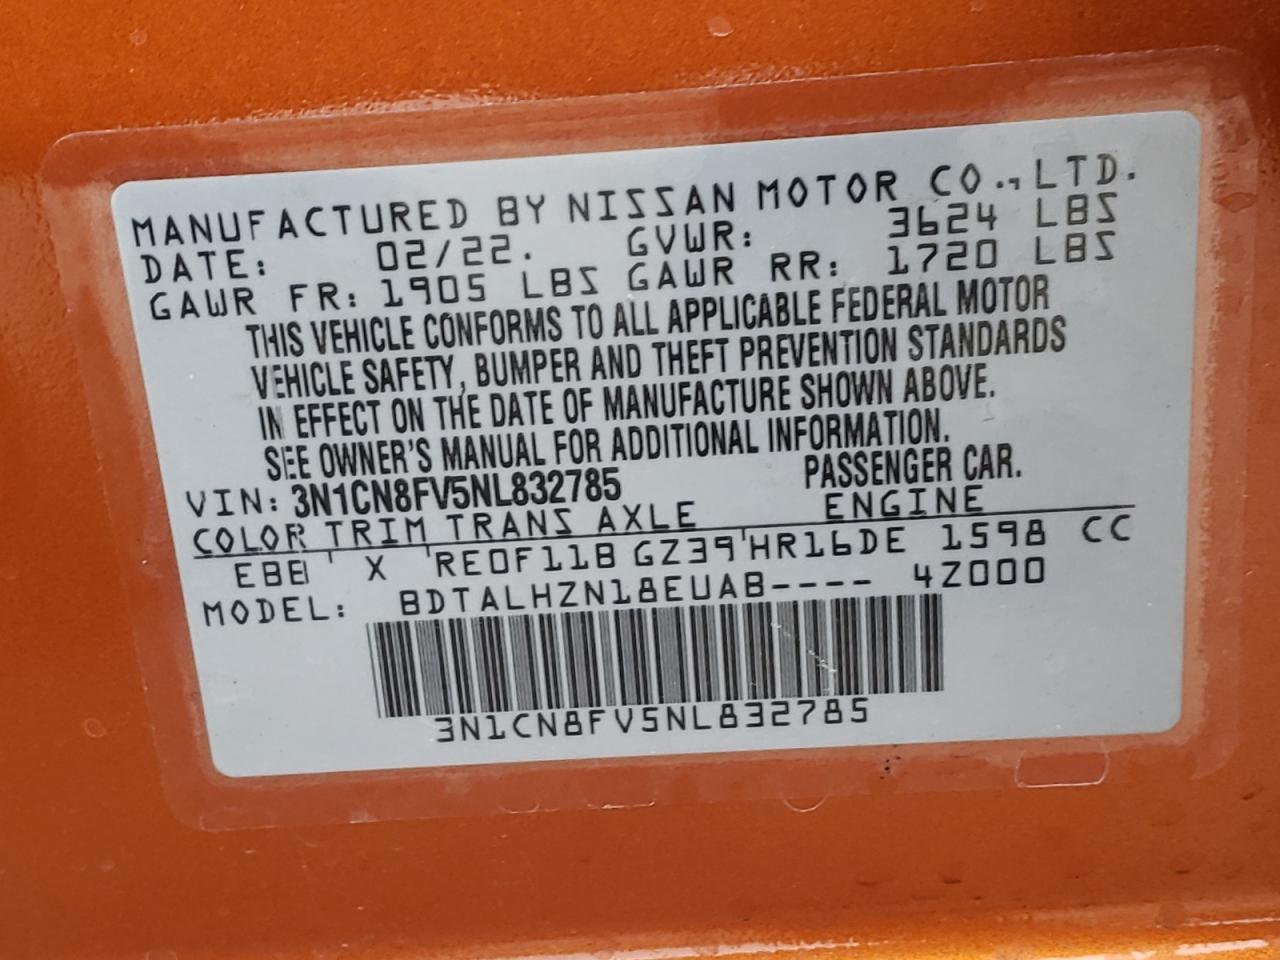 MANUFACTURED BY NISSAN MOTOR CO., LTD.
DATE: 02/22. GVWR: 3624 LBS
GAWR FR: 1905 LBS GAWR RR: 1720 LBS
THIS VEHICLE CONFORMS TO ALL APPLICABLE FEDERAL MOTOR
VEHICLE SAFETY, BUMPER AND THEFT PREVENTION STANDARDS
IN EFFECT ON THE DATE OF MANUFACTURE SHOWN ABOVE.
SEE OWNER'S MANUAL FOR ADDITIONAL INFORMATION.
VIN: 3N1CN8FV5NL832785 PASSENGER CAR.
COLOR TRIM TRANS AXLE ENGINE
EBB X RE0F11B GZ39 HR16DE 1598 CC
MODEL: BDTALHZN18EUAB---- 4Z000
3N1CN8FV5NL832785